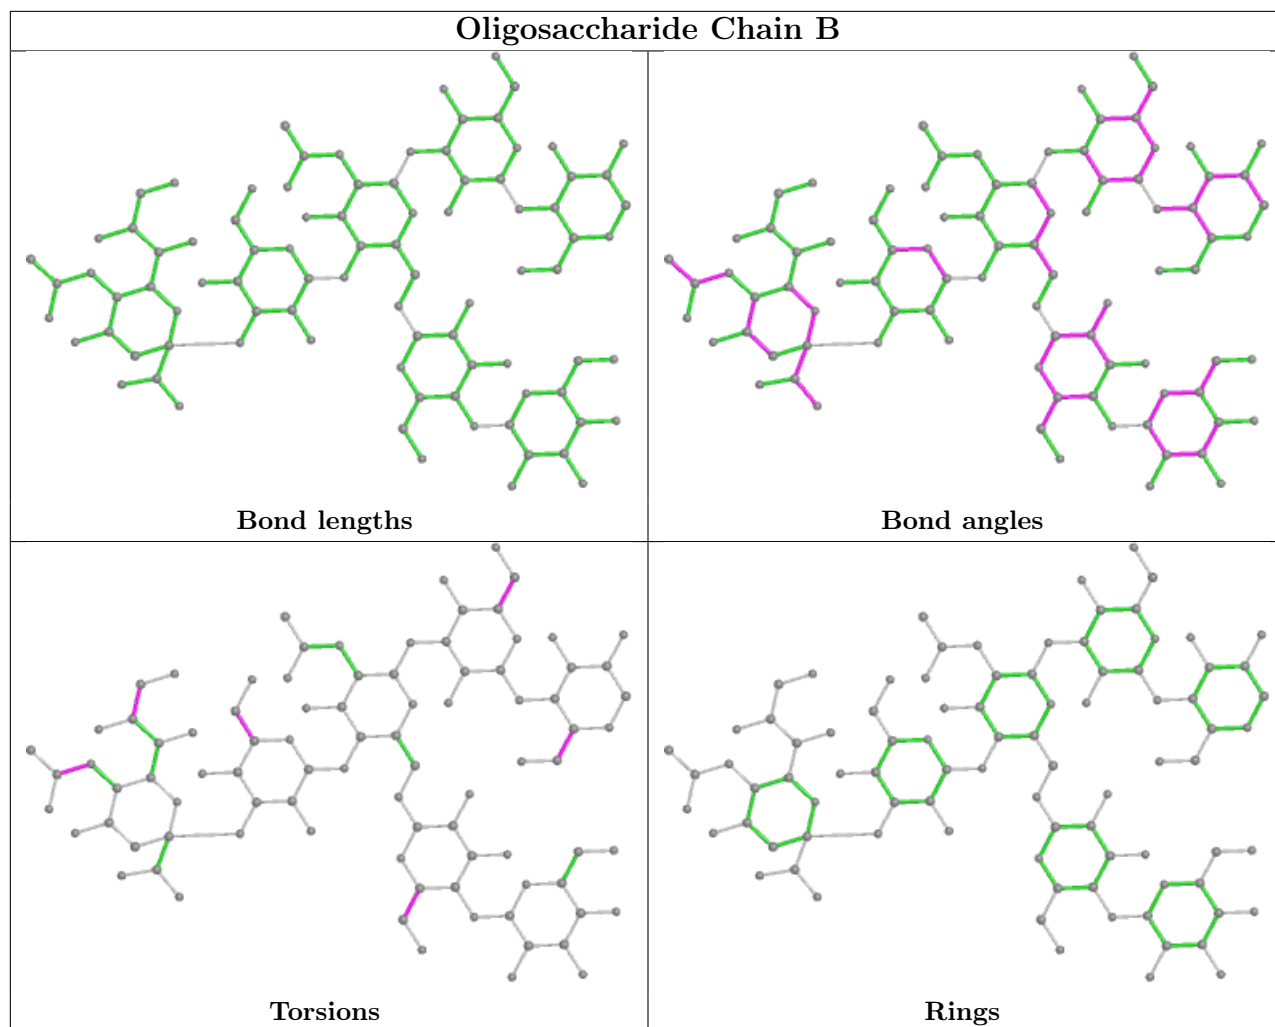 Oligosaccharide Chain B
Bond lengths
Bond angles
Torsions
Rings